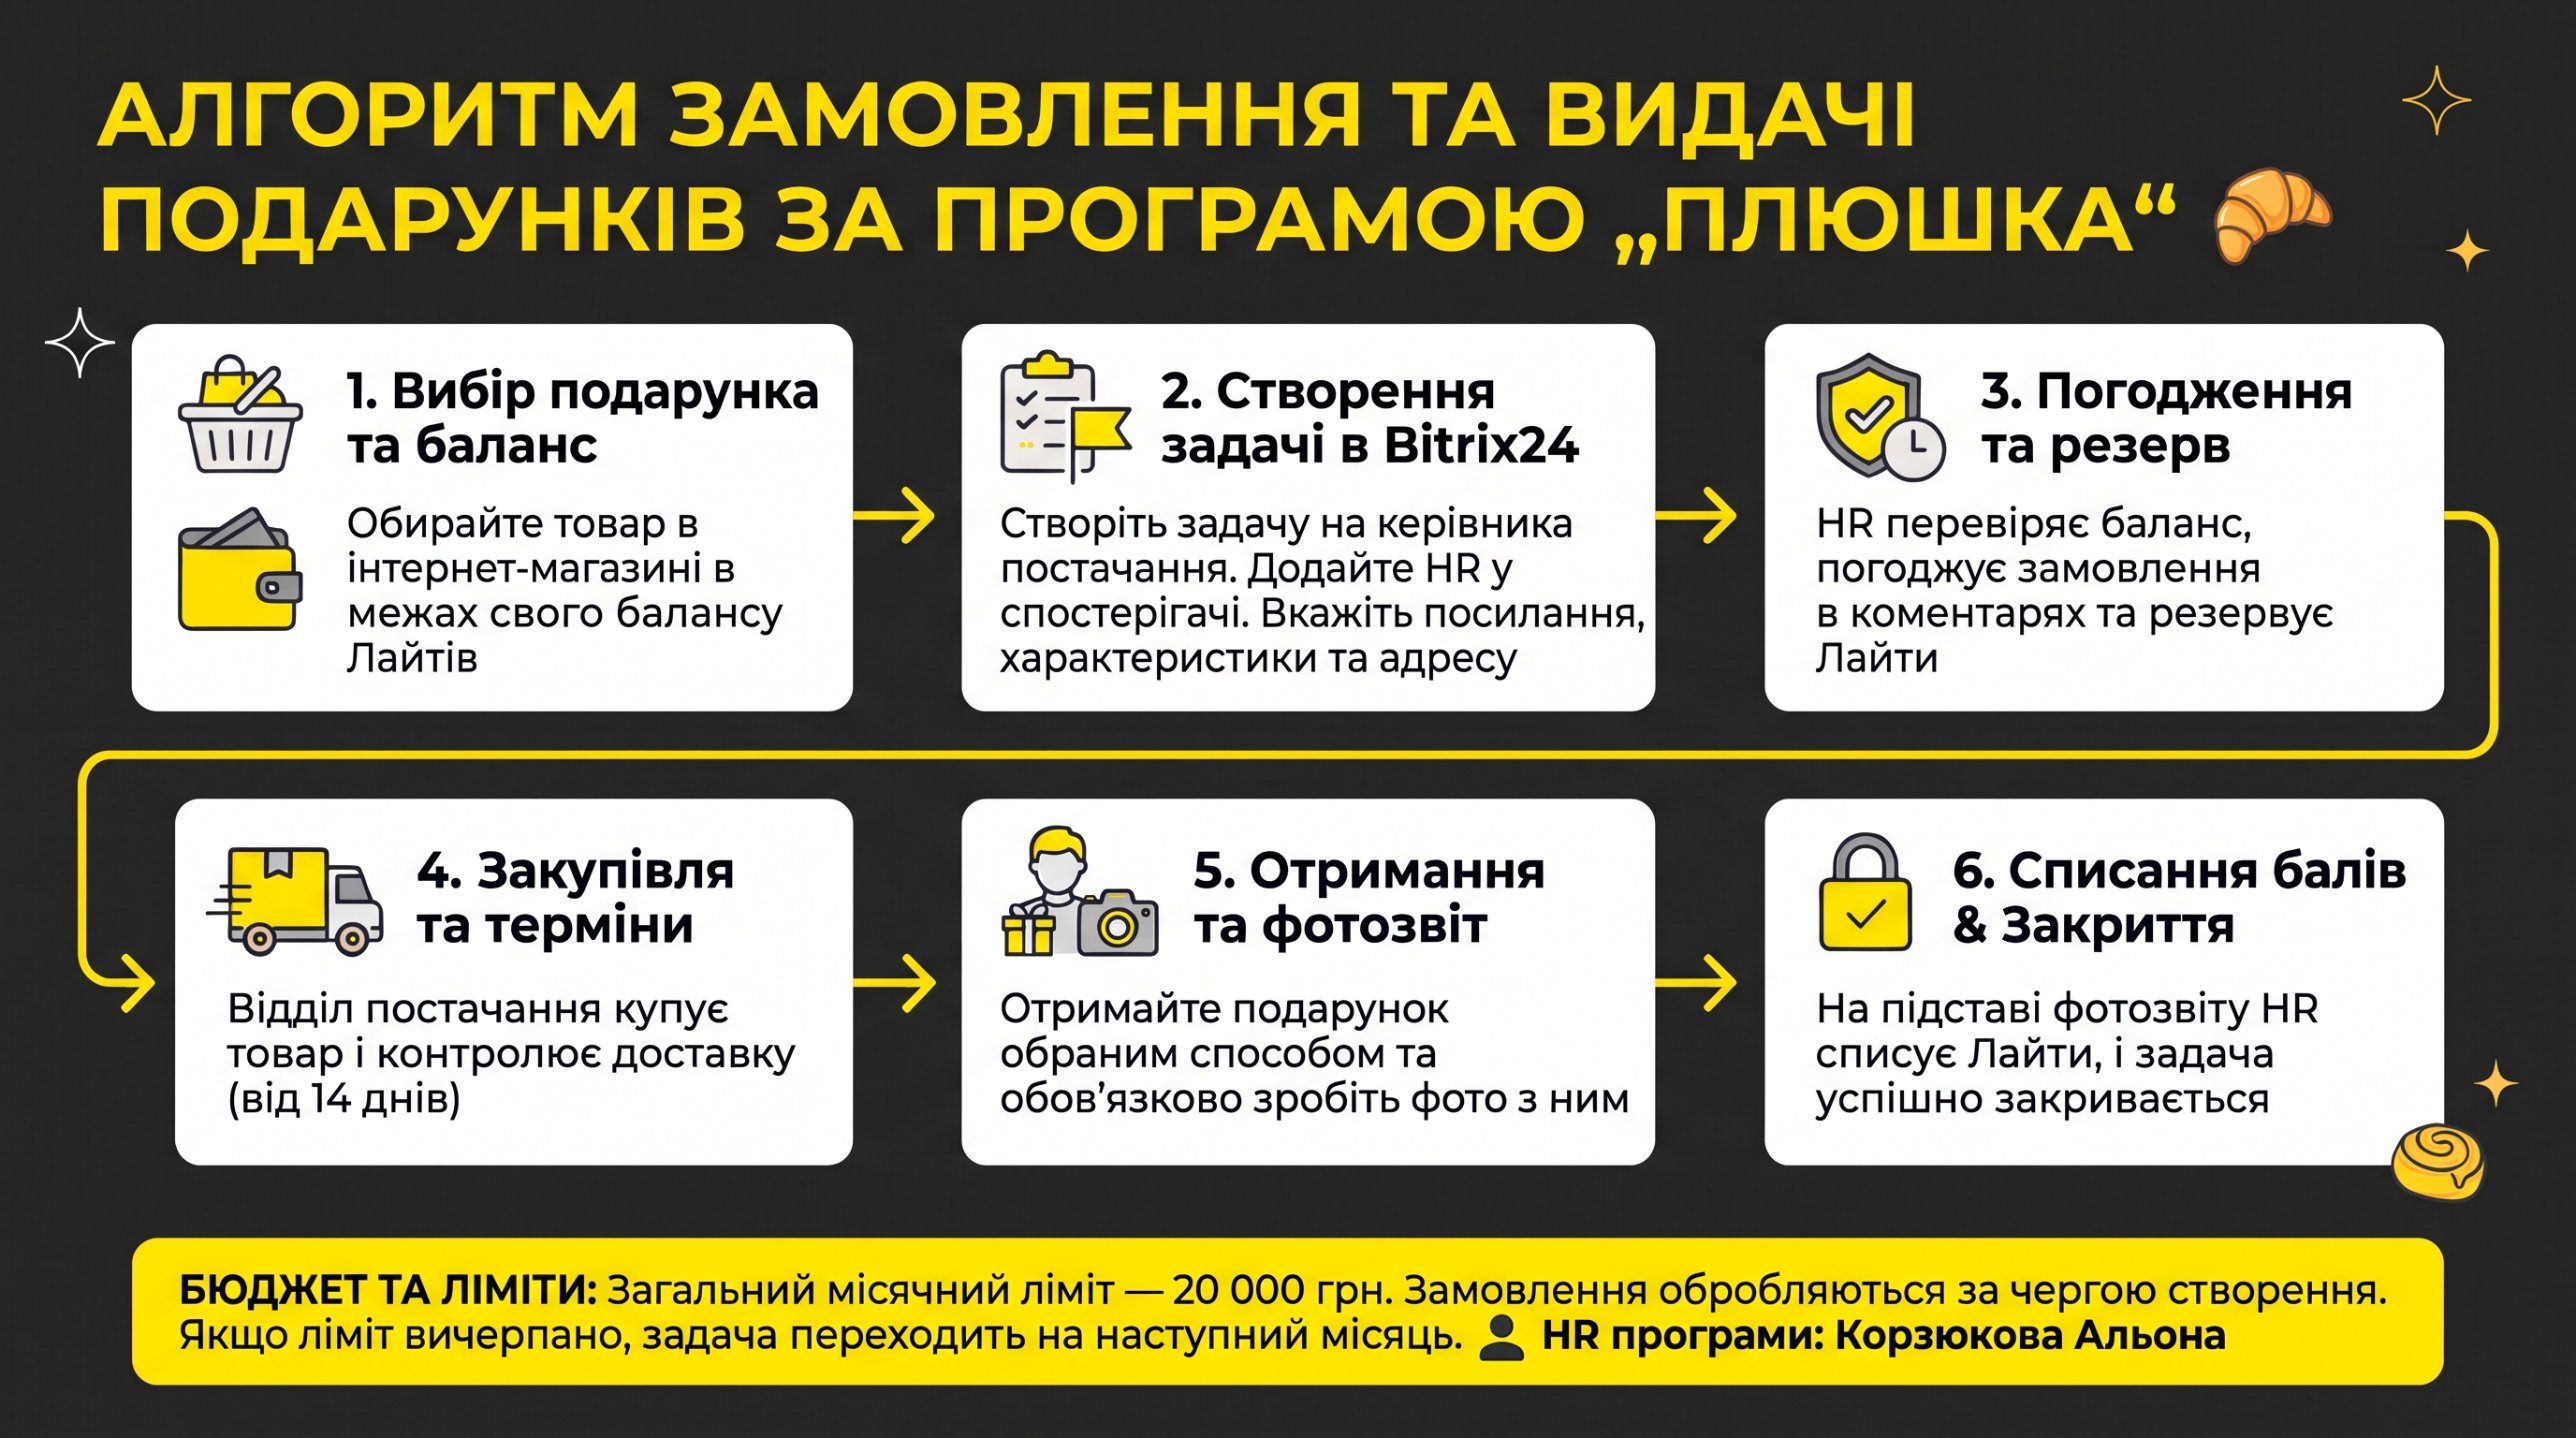 АЛГОРИТМ ЗАМОВЛЕННЯ ТА ВИДАЧІ
ПОДАРУНКІВ ЗА ПРОГРАМОЮ „ПЛЮШКА“
1. Вибір подарунка
та баланс
Обирайте товар в
інтернет-магазині в
межах свого балансу
Лайтів
2. Створення
задачі в Bitrix24
Створіть задачу на керівника
постачання. Додайте HR у
спостерігачі. Вкажіть посилання,
характеристики та адресу
3. Погодження
та резерв
HR перевіряє баланс,
погоджує замовлення
в коментарях та резервує
Лайти
4. Закупівля
та терміни
Відділ постачання купує
товар і контролює доставку
(від 14 днів)
5. Отримання
та фотозвіт
Отримайте подарунок
обраним способом та
обов’язково зробіть фото з ним
6. Списання балів
& Закриття
На підставі фотозвіту HR
списує Лайти, і задача
успішно закривається
БЮДЖЕТ ТА ЛІМІТИ: Загальний місячний ліміт — 20 000 грн. Замовлення обробляються за чергою створення.
Якщо ліміт вичерпано, задача переходить на наступний місяць. HR програми: Корзюкова Альона